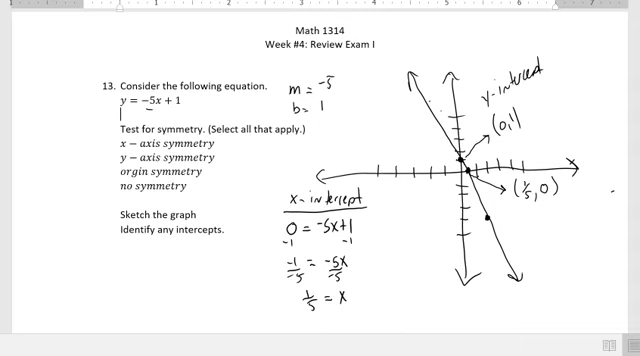 Math 1314
Week #4: Review Exam I
13. Consider the following equation.
y = −5x + 1
Test for symmetry. (Select all that apply.)
x − axis symmetry
y − axis symmetry
orgin symmetry
no symmetry
Sketch the graph
Identify any intercepts.
m = -5
b = 1
x-intercept
0 = -5x+1
-1 -1
-1 = -5x
-5 -5
1/5 = x
y-intercept
(0,1)
x
(1/5, 0)